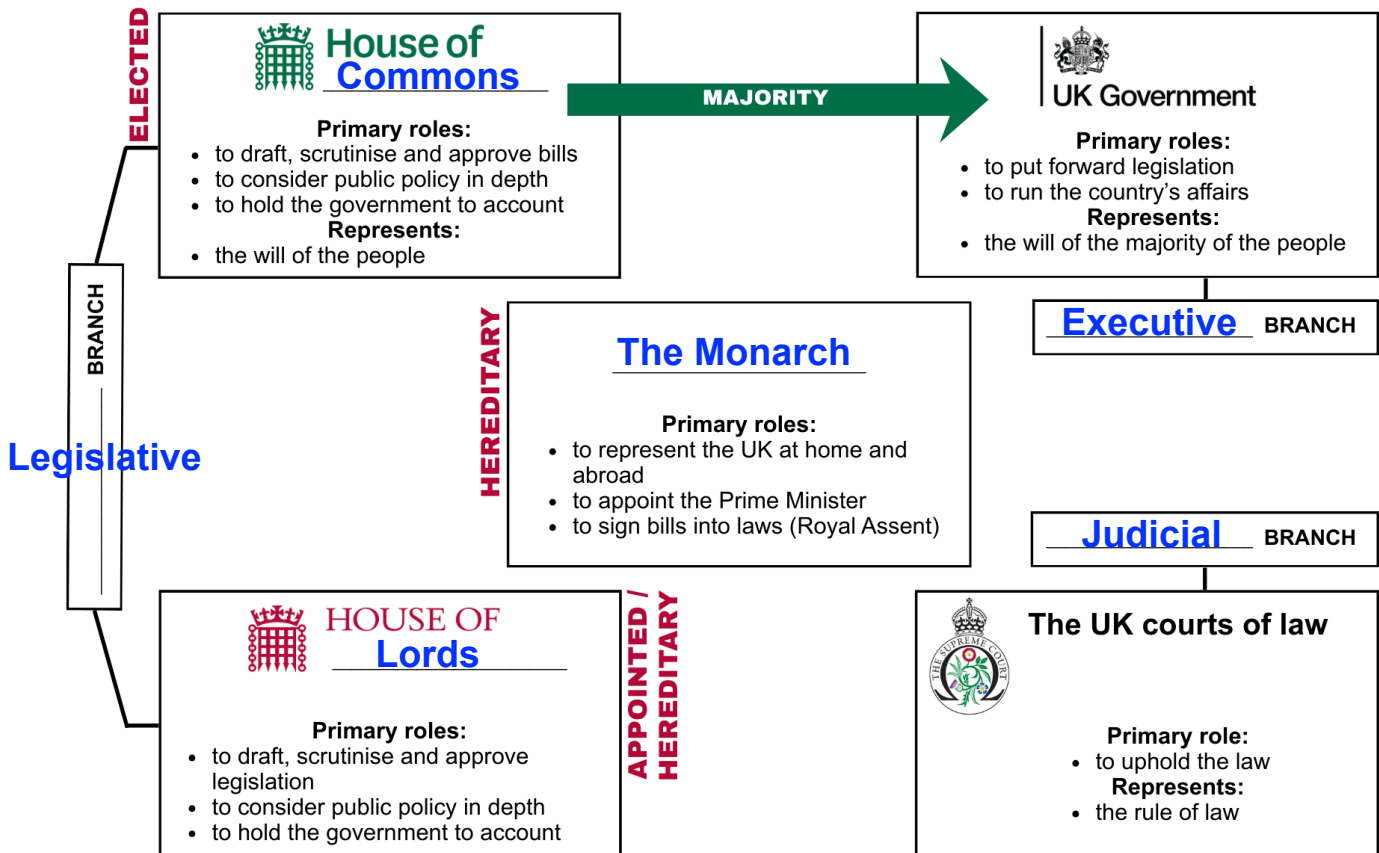 ELECTED
House of
Commons
Primary roles:
• to draft, scrutinise and approve bills
• to consider public policy in depth
• to hold the government to account
Represents:
• the will of the people
MAJORITY
UK Government
Primary roles:
• to put forward legislation
• to run the country’s affairs
Represents:
• the will of the majority of the people
Executive BRANCH
BRANCH
Legislative
HEREDITARY
The Monarch
Primary roles:
• to represent the UK at home and
abroad
• to appoint the Prime Minister
• to sign bills into laws (Royal Assent)
Judicial BRANCH
HOUSE OF
Lords
Primary roles:
• to draft, scrutinise and approve
legislation
• to consider public policy in depth
• to hold the government to account
APPOINTED /
HEREDITARY
THE SUPREME COURT
The UK courts of law
Primary role:
• to uphold the law
Represents:
• the rule of law